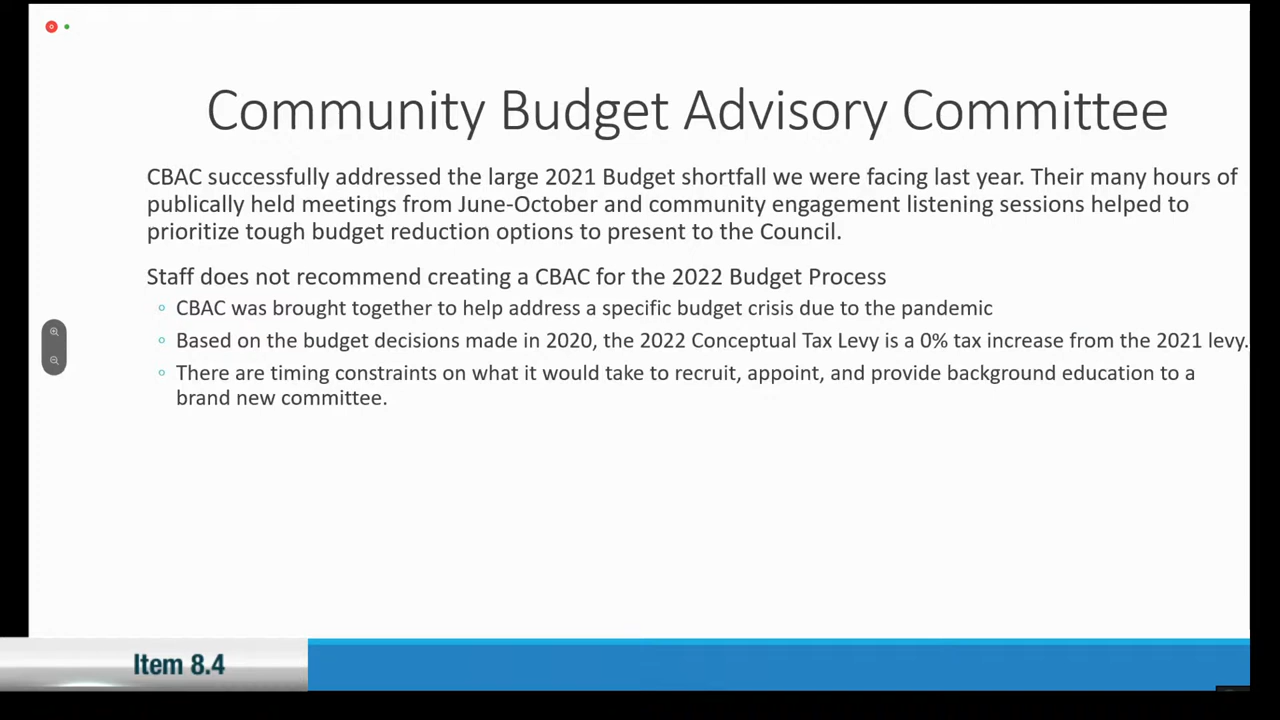 Community Budget Advisory Committee
CBAC successfully addressed the large 2021 Budget shortfall we were facing last year. Their many hours of
publically held meetings from June-October and community engagement listening sessions helped to
prioritize tough budget reduction options to present to the Council.
Staff does not recommend creating a CBAC for the 2022 Budget Process
CBAC was brought together to help address a specific budget crisis due to the pandemic
Based on the budget decisions made in 2020, the 2022 Conceptual Tax Levy is a 0% tax increase from the 2021 levy.
There are timing constraints on what it would take to recruit, appoint, and provide background education to a
brand new committee.
Item 8.4